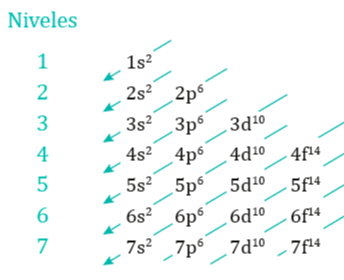 Niveles
1 1s²
2 2s² 2p⁶
3 3s² 3p⁶ 3d¹⁰
4 4s² 4p⁶ 4d¹⁰ 4f¹⁴
5 5s² 5p⁶ 5d¹⁰ 5f¹⁴
6 6s² 6p⁶ 6d¹⁰ 6f¹⁴
7 7s² 7p⁶ 7d¹⁰ 7f¹⁴